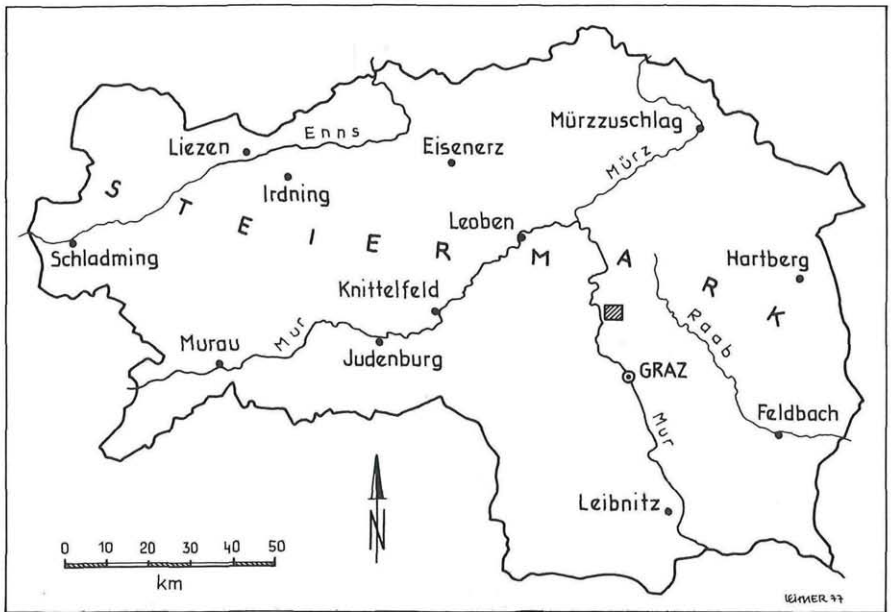 Enns
Liezen
Eisenerz
Mürzzuschlag
Irdning
Mürz
STEIERMARK
Schladming
Leoben
Hartberg
Knittelfeld
Murau
Mur
Judenburg
Raab
GRAZ
Feldbach
Mur
Leibnitz
N
0 10 20 30 40 50
km
LEHNER 77